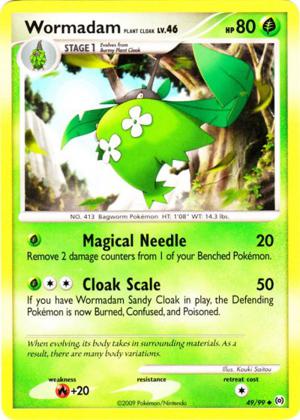 Wormadam PLANT CLOAK LV.46 HP 80
STAGE 1 Evolves from
Burmy Plant Cloak
NO. 413 Bagworm Pokémon HT. 1'08" WT. 14.3 lbs.
Magical Needle 20
Remove 2 damage counters from 1 of your Benched Pokémon.
Cloak Scale 50
If you have Wormadam Sandy Cloak in play, the Defending
Pokémon is now Burned, Confused, and Poisoned.
When evolving, its body takes in surrounding materials. As a
result, there are many body variations.
Illus. Kouki Saitou
weakness resistance retreat cost
+20
©2009 Pokémon/Nintendo 49/99